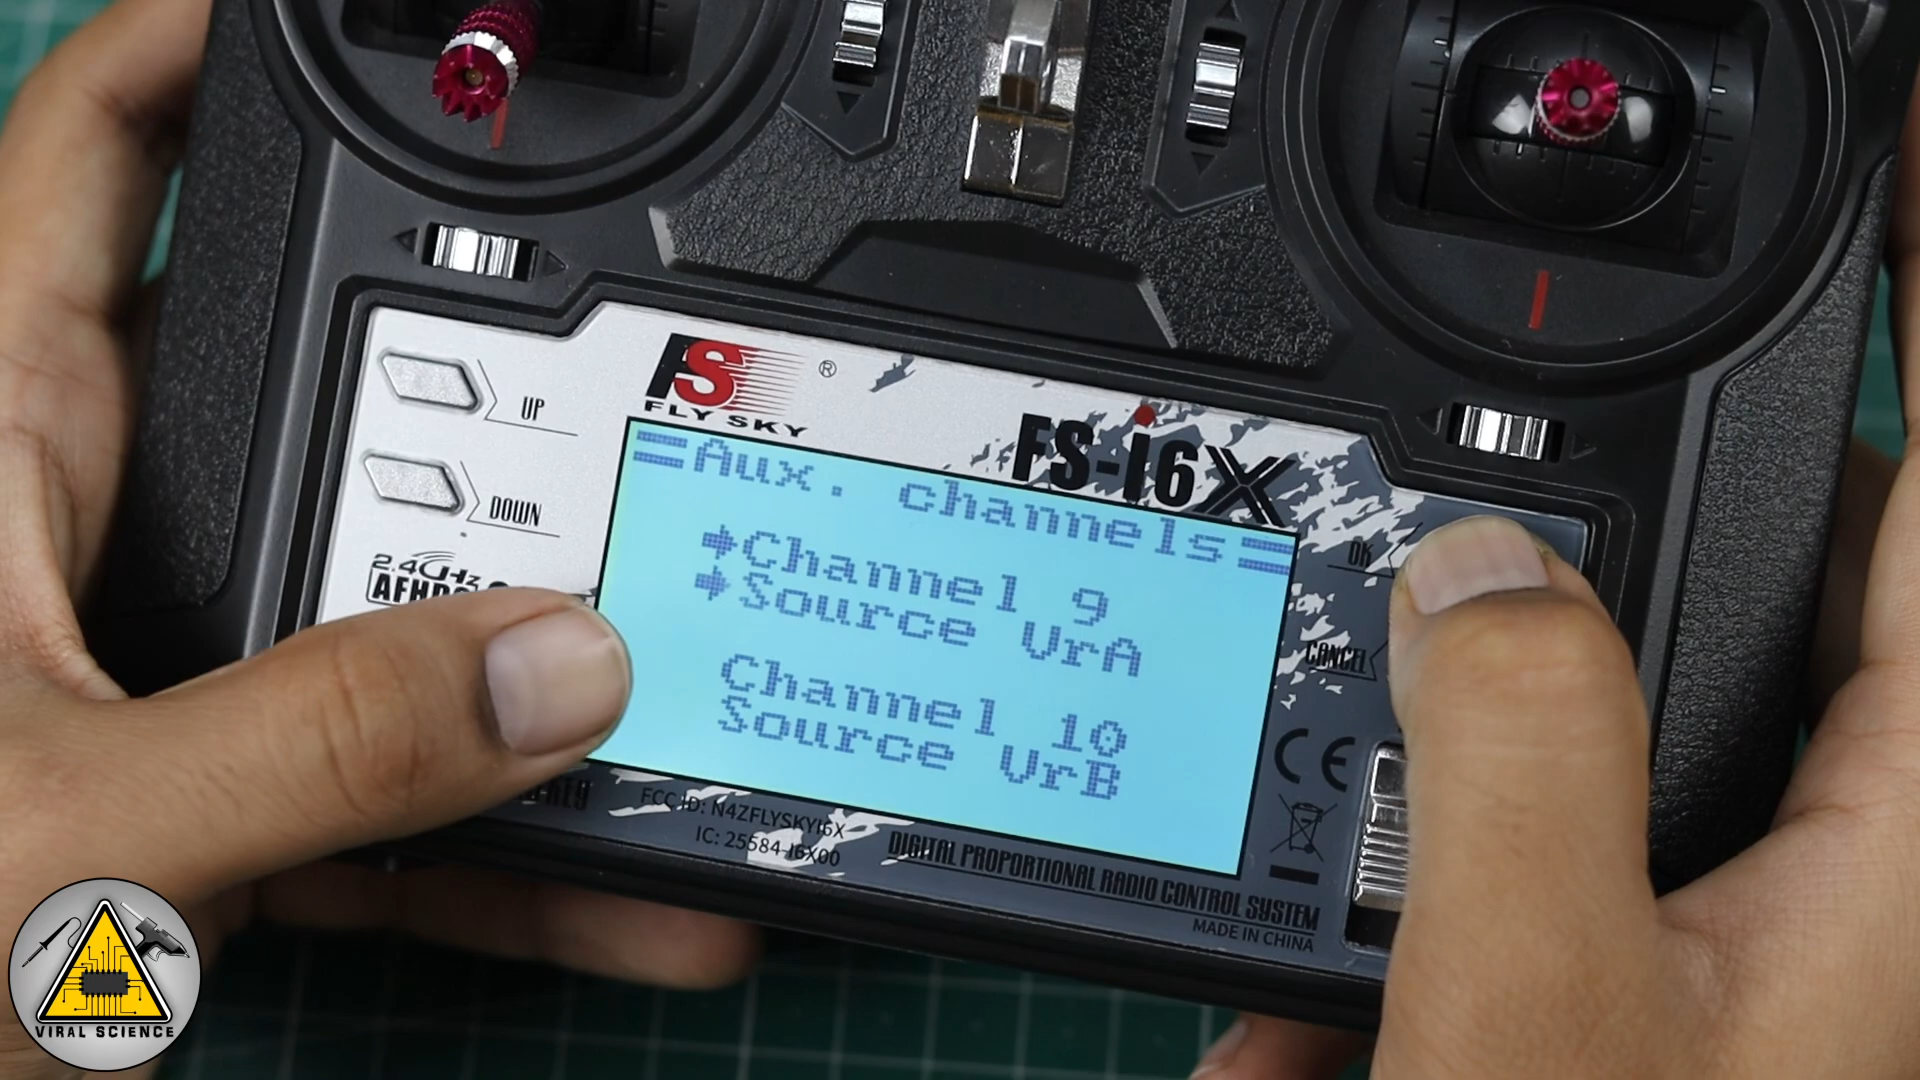 UP
FS
®
FLY SKY
FS-i6X
DOWN
=Aux. channels=
OK
Channel 9
Source VrA
2.4GHz
CANCEL
Channel 10
Source VrB
CE
FCC ID: N4ZFLYSKYI6X
IC: 25584-I6X00
DIGITAL PROPORTIONAL RADIO CONTROL SYSTEM
MADE IN CHINA
VIRAL SCIENCE